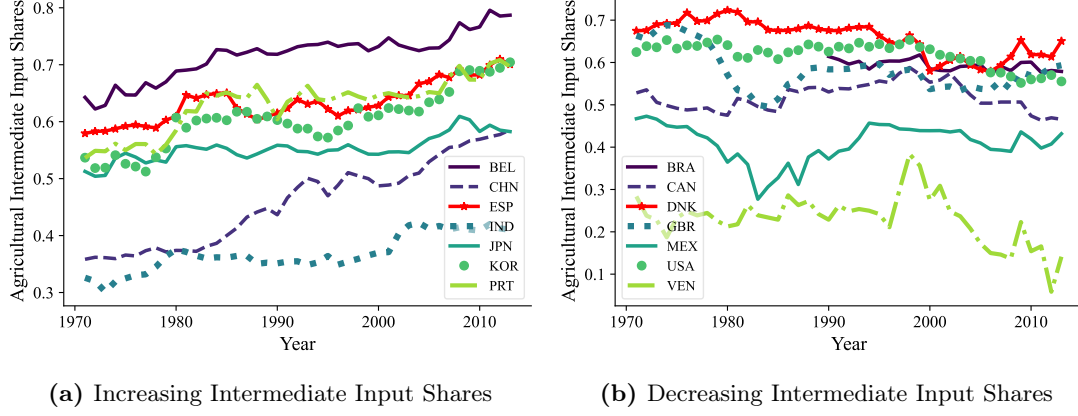 Agricultural Intermediate Input Shares
0.8
0.7
0.6
0.5
0.4
0.3
BEL
CHN
ESP
IND
JPN
KOR
PRT
1970 1980 1990 2000 2010
Year
(a) Increasing Intermediate Input Shares
Agricultural Intermediate Input Shares
0.7
0.6
0.5
0.4
0.3
0.2
0.1
BRA
CAN
DNK
GBR
MEX
USA
VEN
1970 1980 1990 2000 2010
Year
(b) Decreasing Intermediate Input Shares